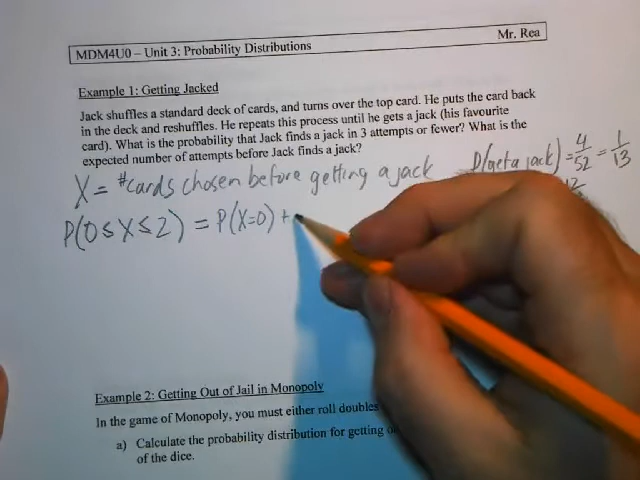 MDM4U0 – Unit 3: Probability Distributions
Mr. Rea
Example 1: Getting Jacked
Jack shuffles a standard deck of cards, and turns over the top card. He puts the card back
in the deck and reshuffles. He repeats this process until he gets a jack (his favourite
card). What is the probability that Jack finds a jack in 3 attempts or fewer? What is the
expected number of attempts before Jack finds a jack?
X = #cards chosen before getting a jack
P(get a jack) = 4/52 = 1/13
P(0 ≤ X ≤ 2) = P(X=0) +
Example 2: Getting Out of Jail in Monopoly
In the game of Monopoly, you must either roll doubles
a) Calculate the probability distribution for getting
of the dice.